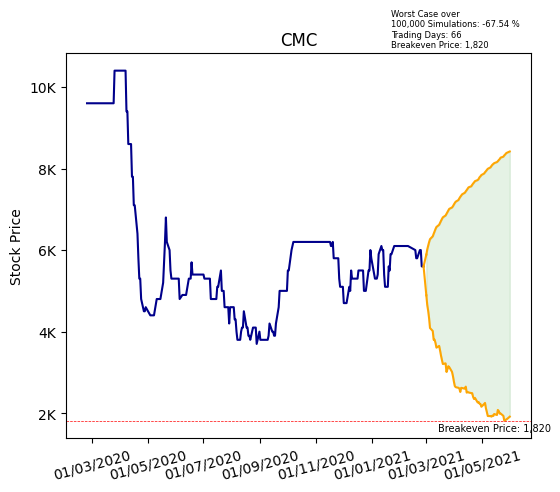 Worst Case over
100,000 Simulations: -67.54 %
Trading Days: 66
Breakeven Price: 1,820
CMC
Stock Price
10K
8K
6K
4K
2K
Breakeven Price: 1,820
01/03/2020
01/05/2020
01/07/2020
01/09/2020
01/11/2020
01/01/2021
01/03/2021
01/05/2021